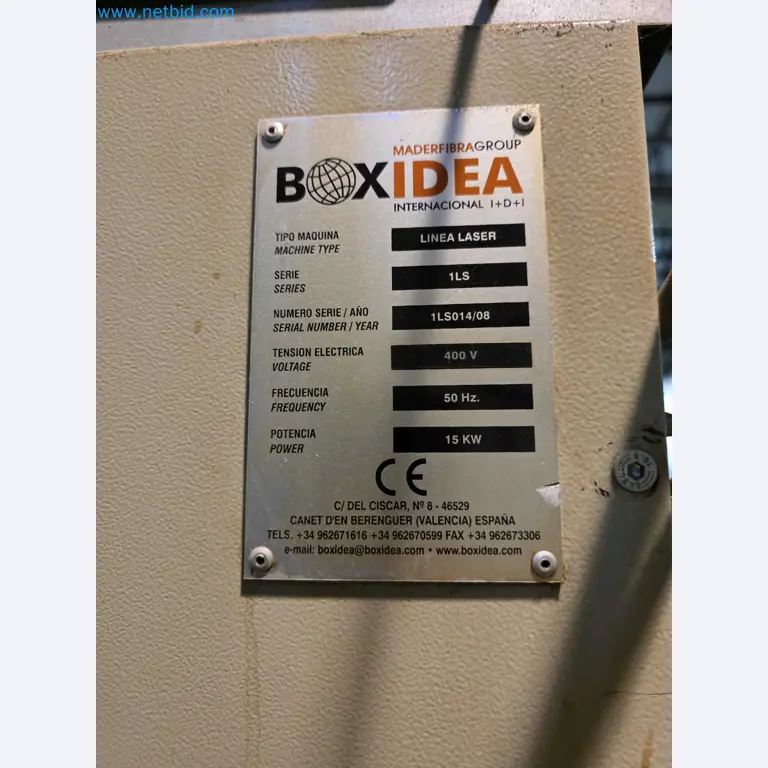 www.netbid.com
MADERFIBRAGROUP
BOXIDEA
INTERNACIONAL I+D+I
TIPO MAQUINA
MACHINE TYPE
LINEA LASER
SERIE
SERIES
1LS
NUMERO SERIE / AÑO
SERIAL NUMBER / YEAR
1LS014/08
TENSION ELECTRICA
VOLTAGE
400 V
FRECUENCIA
FREQUENCY
50 Hz.
POTENCIA
POWER
15 KW
CE
C/ DEL CISCAR, Nº 8 - 46529
CANET D'EN BERENGUER (VALENCIA) ESPAÑA
TELS. +34 962671616 +34 962670599 FAX +34 962673306
e-mail: boxidea@boxidea.com • www.boxidea.com